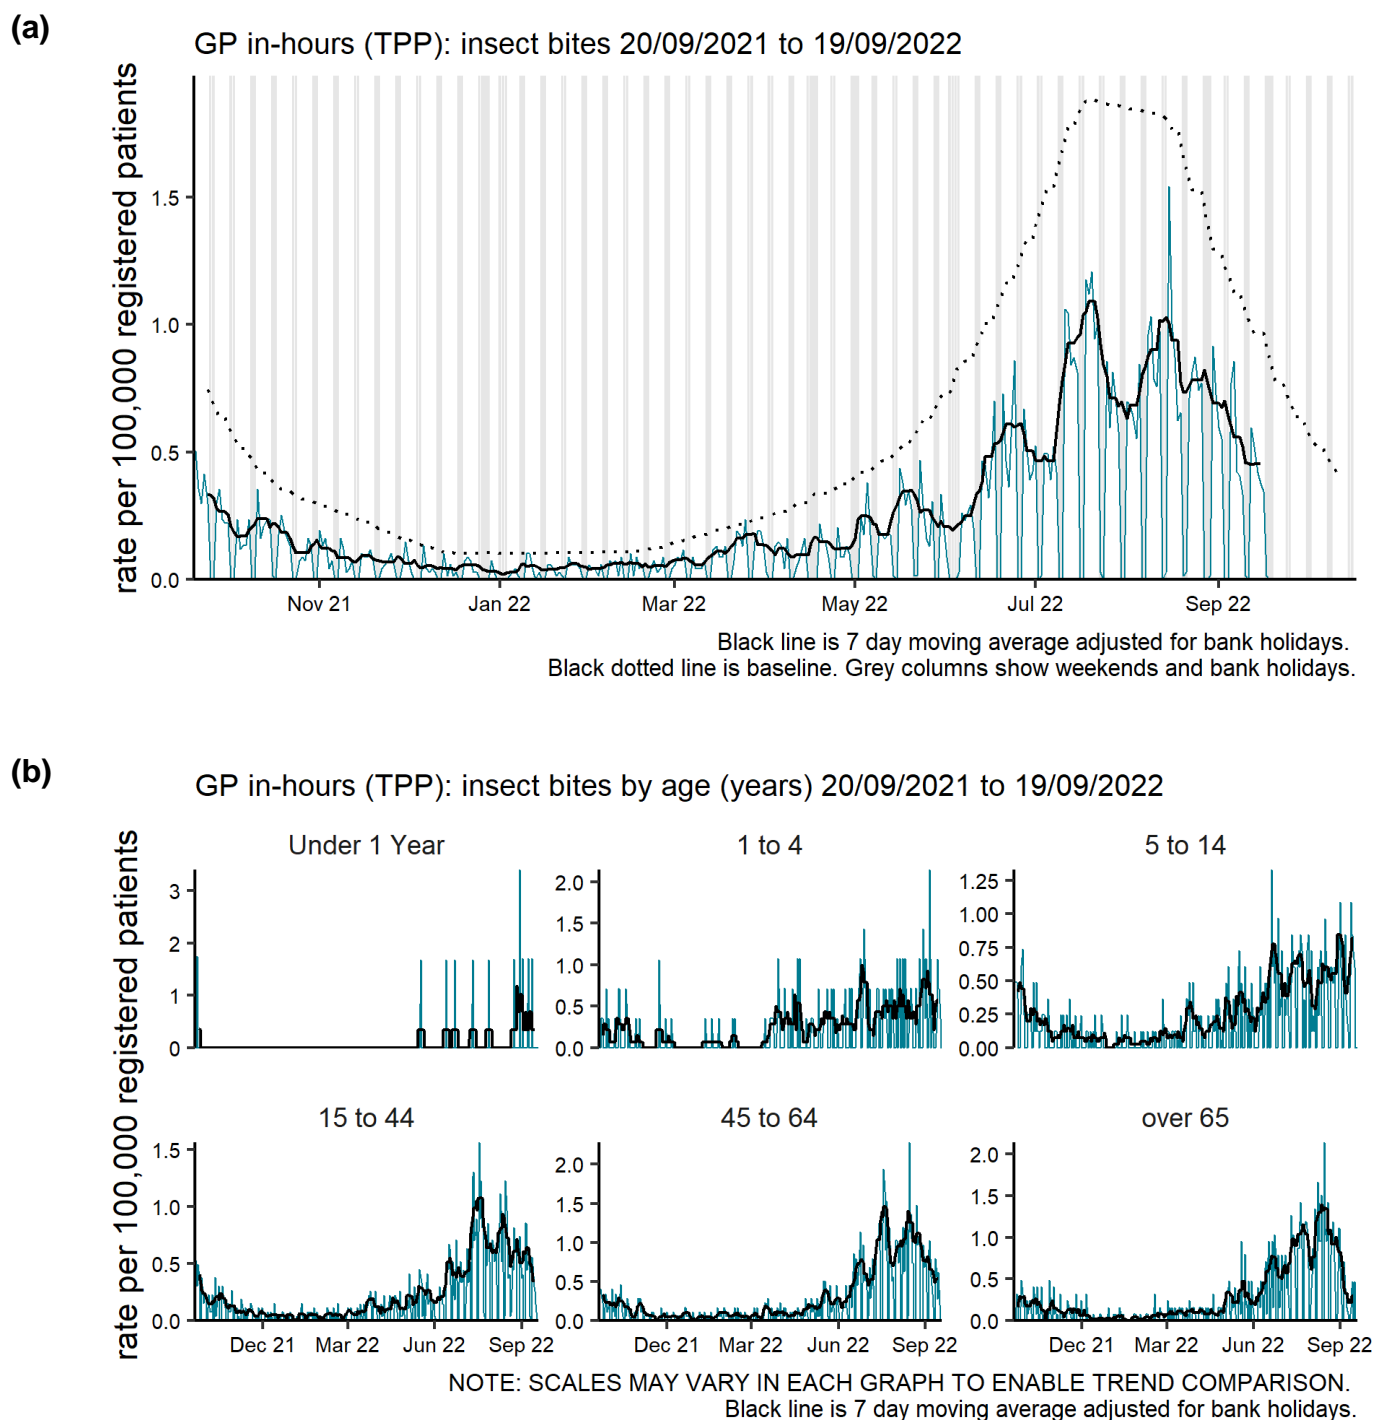 (a)
GP in-hours (TPP): insect bites 20/09/2021 to 19/09/2022
rate per 100,000 registered patients
1.5
1.0
0.5
0.0
Nov 21 Jan 22 Mar 22 May 22 Jul 22 Sep 22
Black line is 7 day moving average adjusted for bank holidays.
Black dotted line is baseline. Grey columns show weekends and bank holidays.
(b)
GP in-hours (TPP): insect bites by age (years) 20/09/2021 to 19/09/2022
rate per 100,000 registered patients
Under 1 Year
3
2
1
0
1 to 4
2.0
1.5
1.0
0.5
0.0
5 to 14
1.25
1.00
0.75
0.50
0.25
0.00
15 to 44
1.5
1.0
0.5
0.0
Dec 21 Mar 22 Jun 22 Sep 22
45 to 64
2.0
1.5
1.0
0.5
0.0
Dec 21 Mar 22 Jun 22 Sep 22
over 65
2.0
1.5
1.0
0.5
0.0
Dec 21 Mar 22 Jun 22 Sep 22
NOTE: SCALES MAY VARY IN EACH GRAPH TO ENABLE TREND COMPARISON.
Black line is 7 day moving average adjusted for bank holidays.